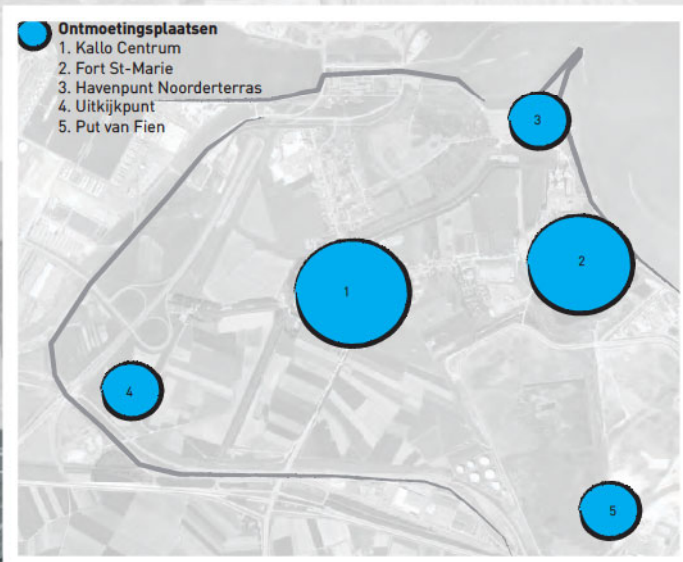 Ontmoetingsplaatsen
1. Kallo Centrum
2. Fort St-Marie
3. Havenpunt Noorderterras
4. Uitkijkpunt
5. Put van Fien
3
2
1
4
5